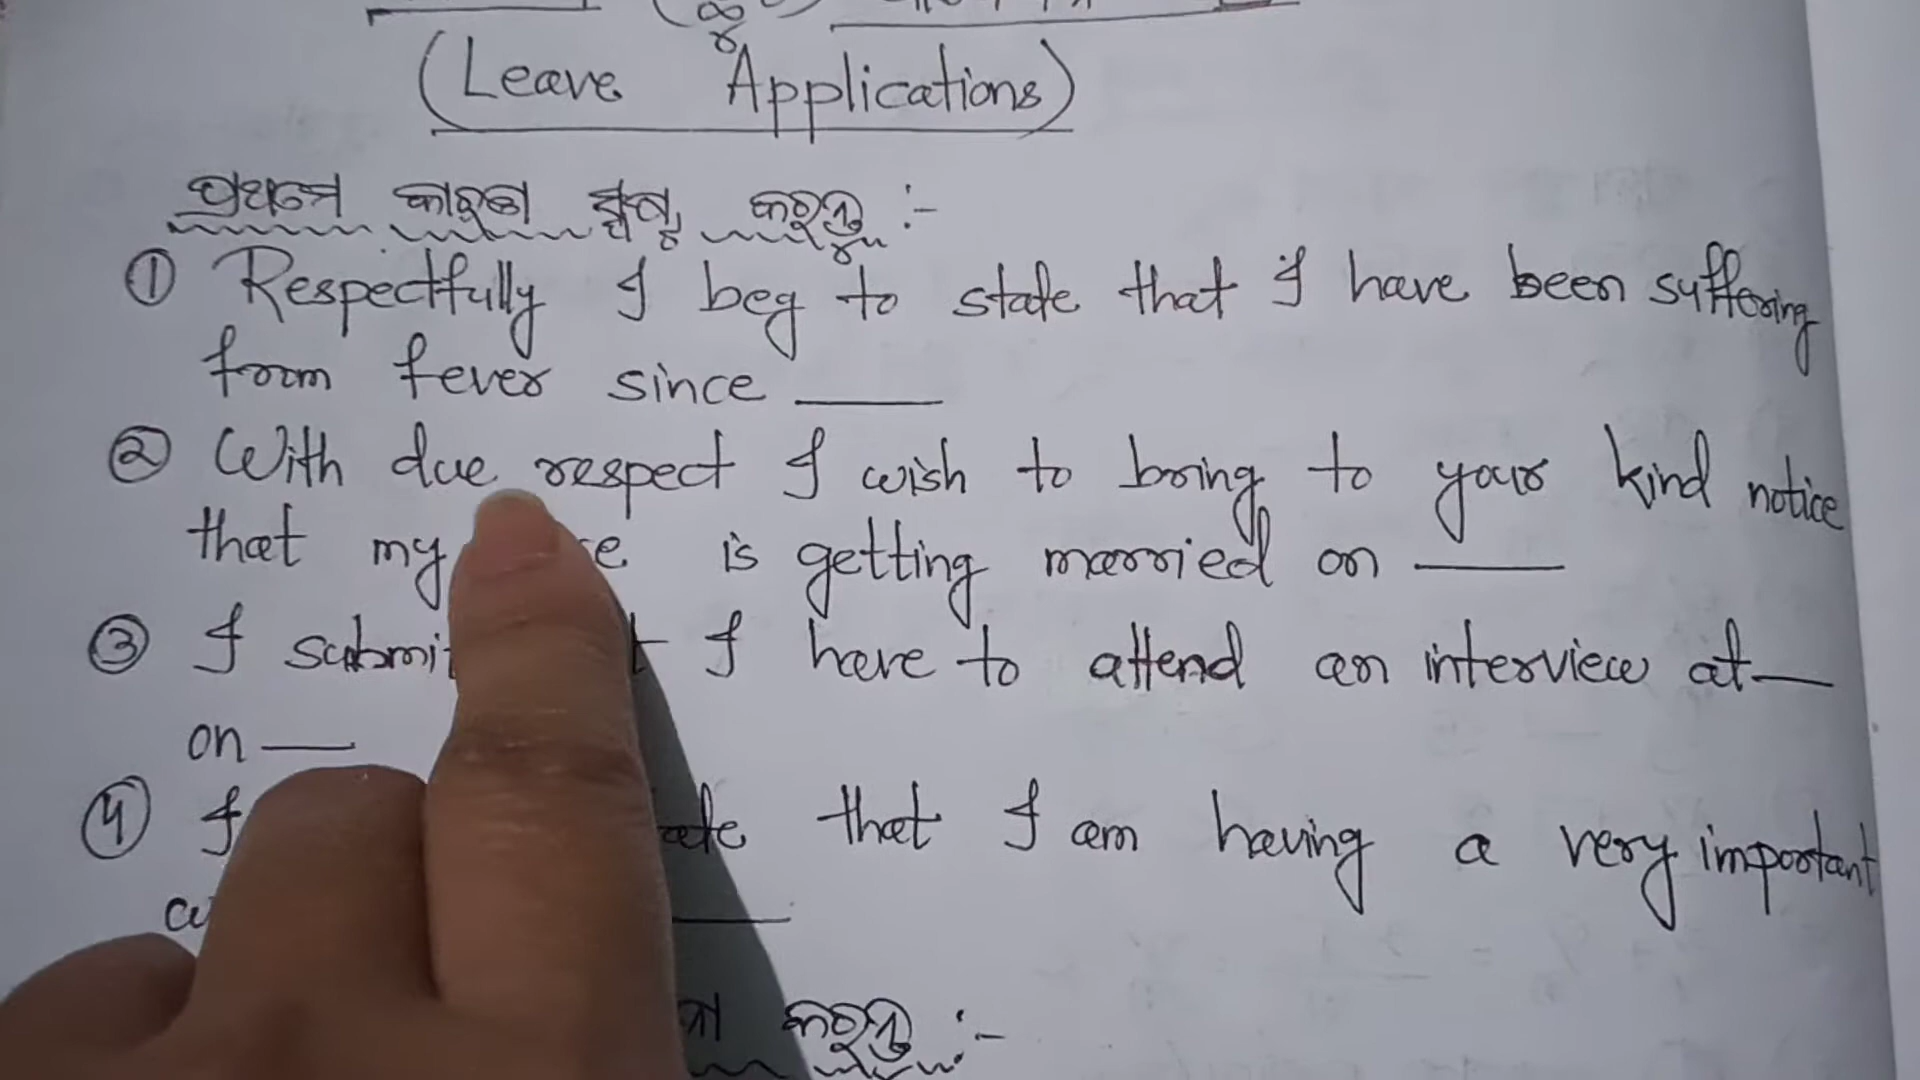 (Leave Applications)
ପ୍ରଥମେ କାରଣ ସ୍ପଷ୍ଟ କରନ୍ତୁ :-
① Respectfully I beg to state that I have been suffering
from fever since ____
② With due respect I wish to bring to your kind notice
that my is getting married on ____
③ I I have to attend an interview at __
on __
④ I that I am having a very important
____
କରନ୍ତୁ :-